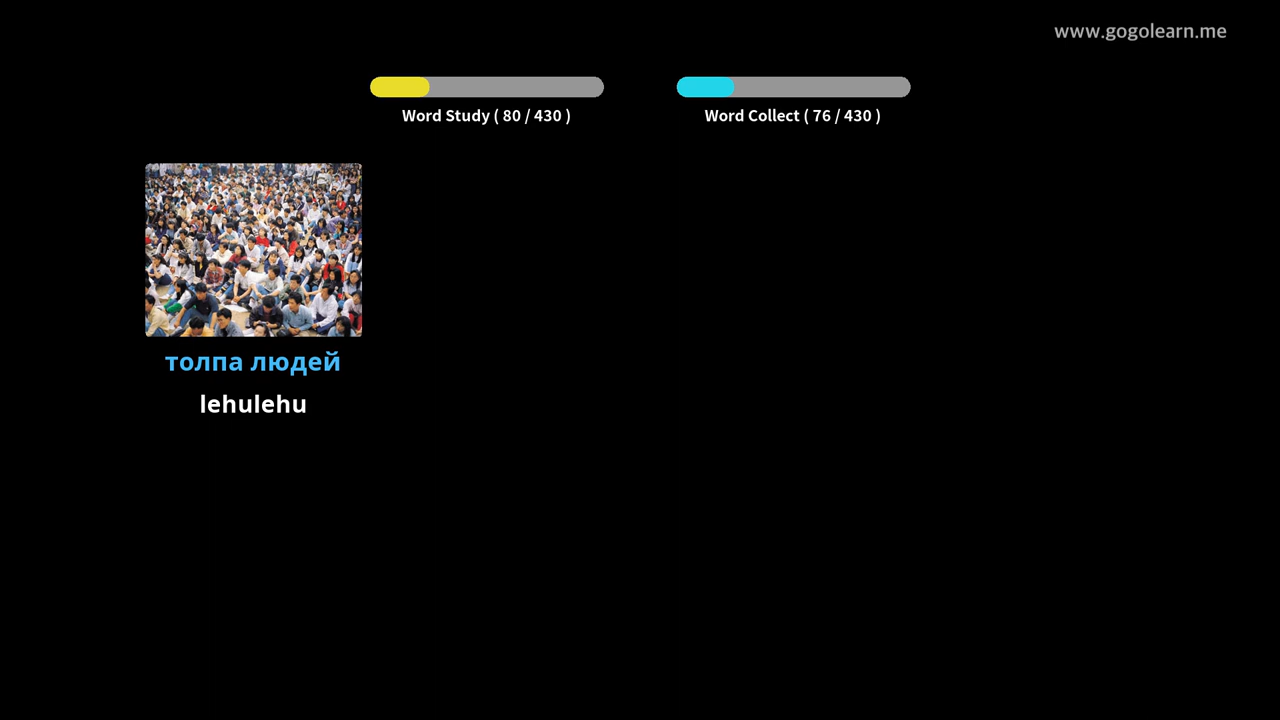 www.gogolearn.me
Word Study ( 80 / 430 )
Word Collect ( 76 / 430 )
толпа людей
lehulehu